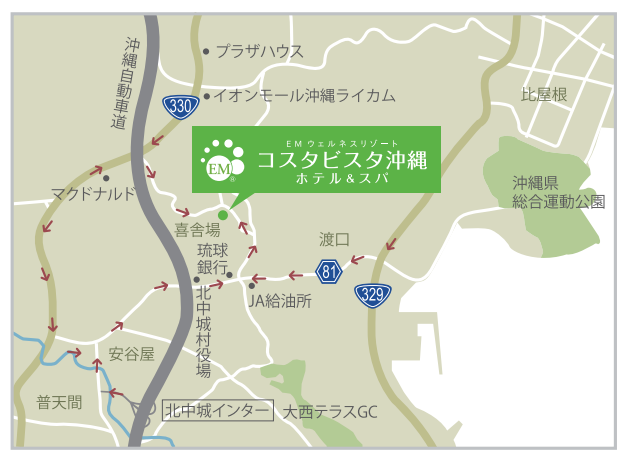 プラザハウス
沖縄自動車道
330
イオンモール沖縄ライカム
比屋根
EMウェルネスリゾート
EM
®
コスタビスタ沖縄
ホテル&スパ
マクドナルド
沖縄県
総合運動公園
喜舎場
渡口
琉球
銀行
81
329
JA給油所
北中城村役場
安谷屋
普天間
北中城インター
大西テラスGC